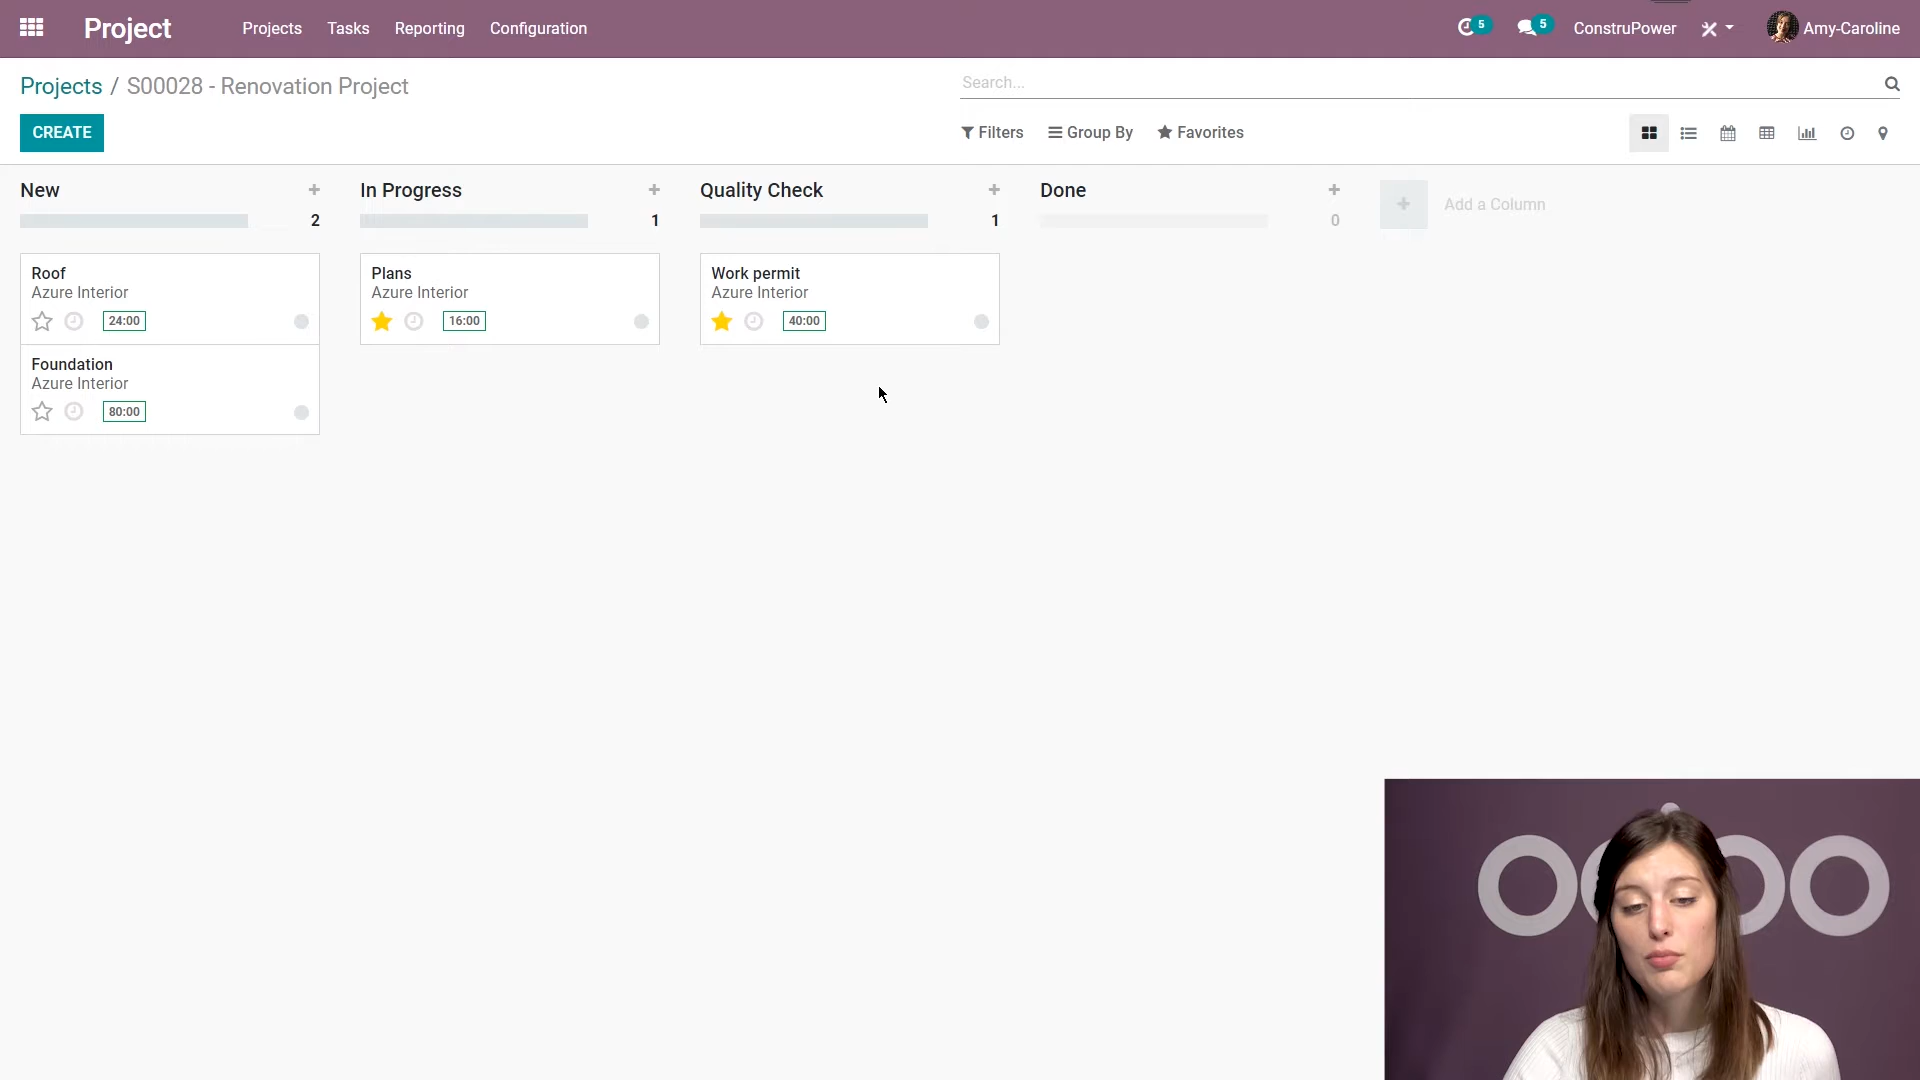 Project
Projects Tasks Reporting Configuration
5
5
ConstruPower
Amy-Caroline
Projects / S00028 - Renovation Project
Search...
CREATE
Filters Group By Favorites
New
2
Roof
Azure Interior
24:00
Foundation
Azure Interior
80:00
In Progress
1
Plans
Azure Interior
16:00
Quality Check
1
Work permit
Azure Interior
40:00
Done
0
Add a Column